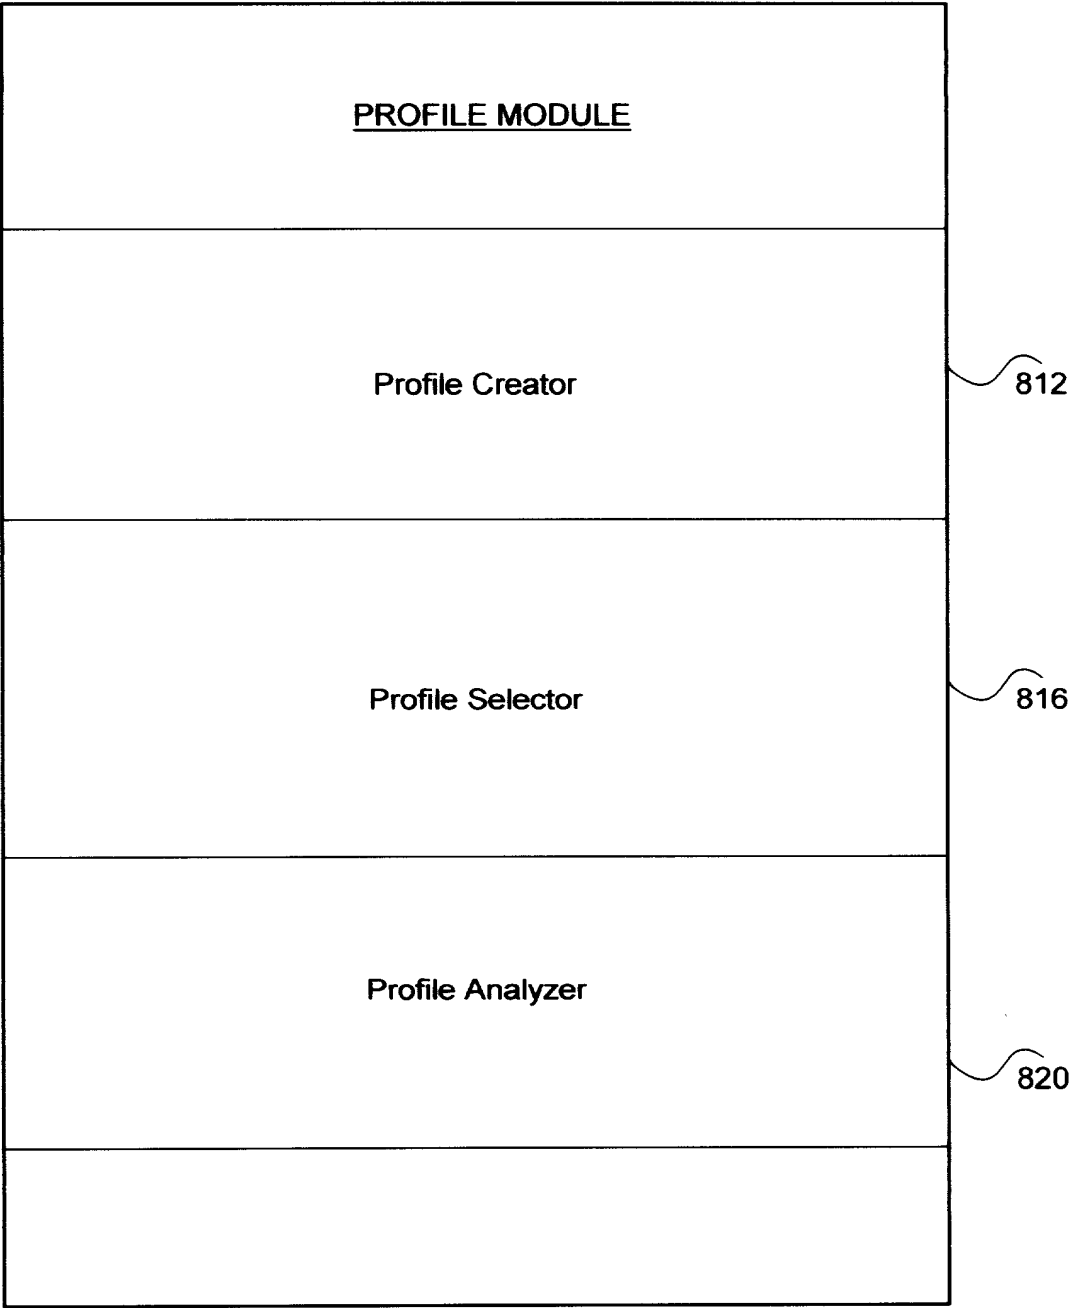 PROFILE MODULE
Profile Creator
812
Profile Selector
816
Profile Analyzer
820